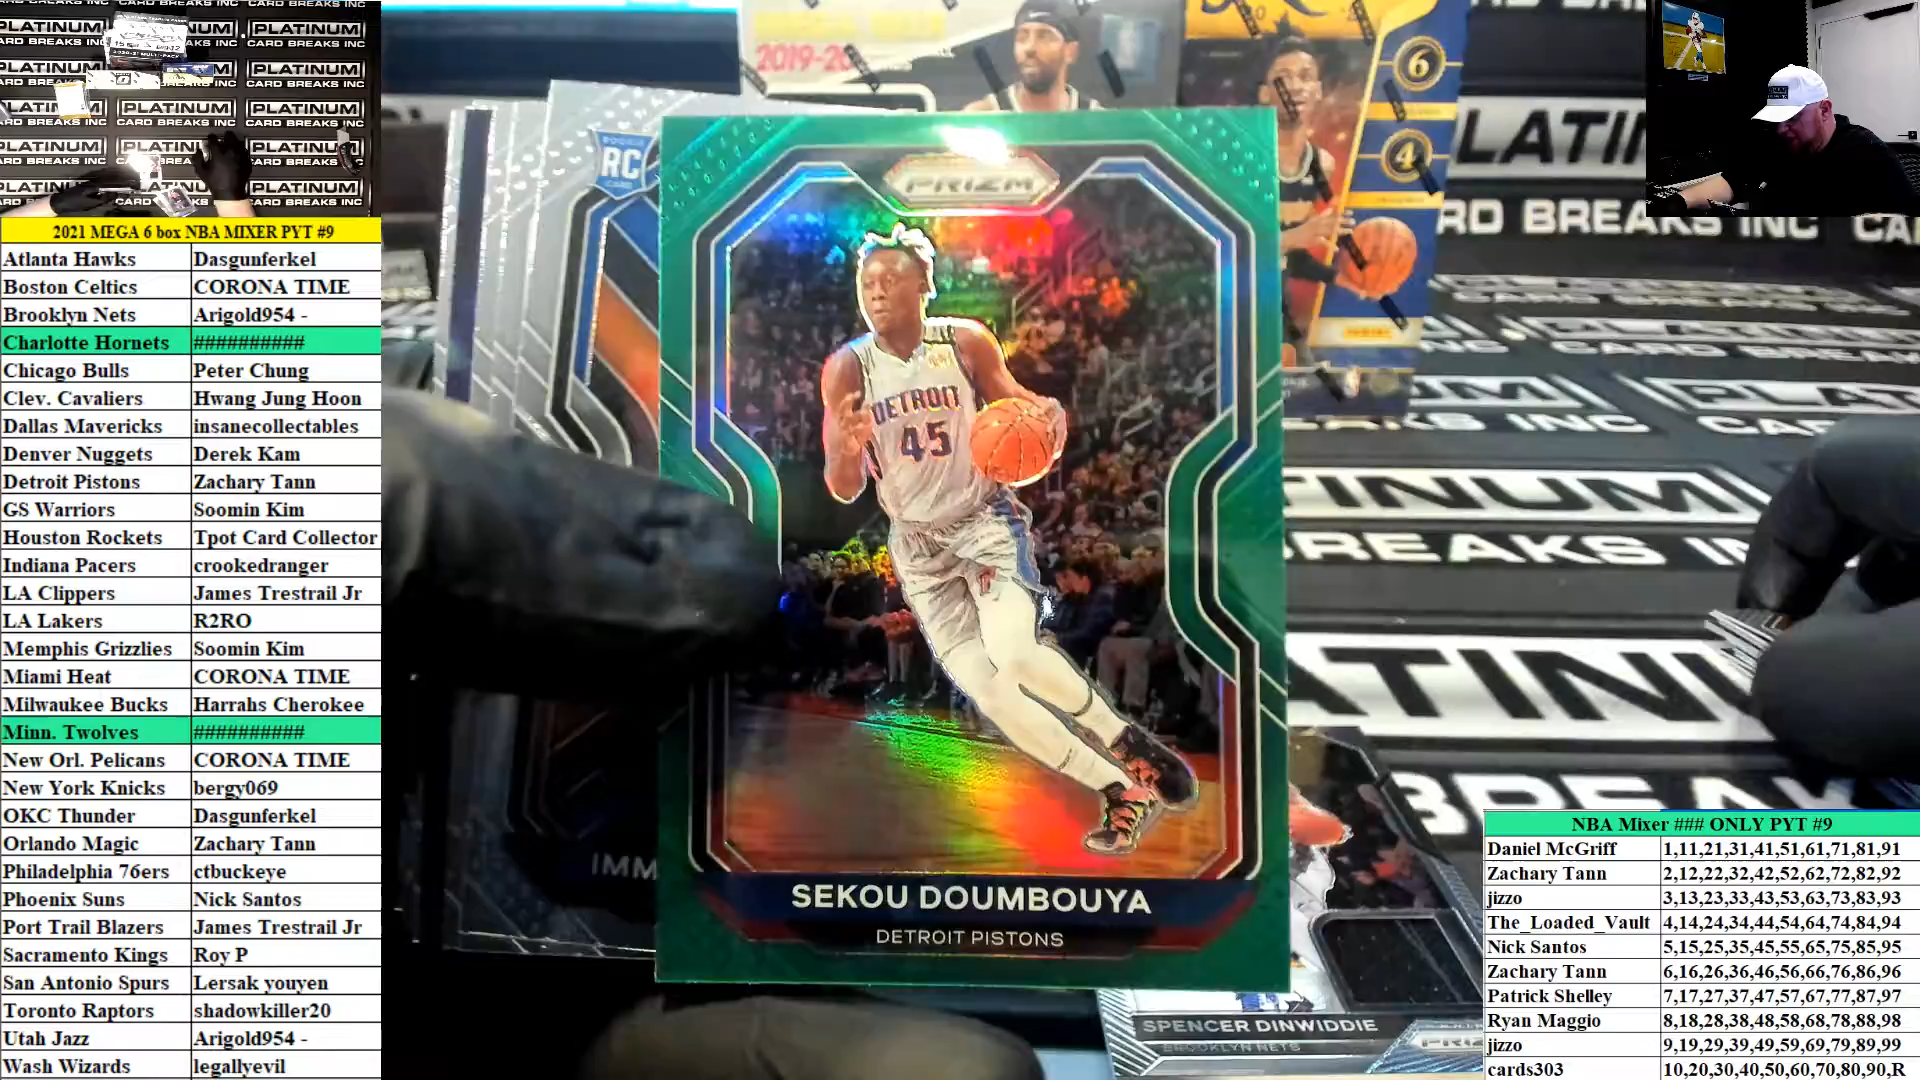 2021 MEGA 6 box NBA MIXER PYT #9
Atlanta Hawks Dasgunferkel
Boston Celtics CORONA TIME
Brooklyn Nets Arigold954 -
Charlotte Hornets ##########
Chicago Bulls Peter Chung
Clev. Cavaliers Hwang Jung Hoon
Dallas Mavericks insanecollectables
Denver Nuggets Derek Kam
Detroit Pistons Zachary Tann
GS Warriors Soomin Kim
Houston Rockets Tpot Card Collector
Indiana Pacers crookedranger
LA Clippers James Trestrail Jr
LA Lakers R2RO
Memphis Grizzlies Soomin Kim
Miami Heat CORONA TIME
Milwaukee Bucks Harrahs Cherokee
Minn. Twolves ##########
New Orl. Pelicans CORONA TIME
New York Knicks bergy069
OKC Thunder Dasgunferkel
Orlando Magic Zachary Tann
Philadelphia 76ers ctbuckeye
Phoenix Suns Nick Santos
Port Trail Blazers James Trestrail Jr
Sacramento Kings Roy P
San Antonio Spurs Lersak youyen
Toronto Raptors shadowkiller20
Utah Jazz Arigold954 -
Wash Wizards legallyevil
2019-20
6
4
RC
PRIZM
DETROIT
45
IMM
SEKOU DOUMBOUYA
DETROIT PISTONS
SPENCER DINWIDDIE
BROOKLYN NETS
PLATINUM
CARD BREAKS INC
NBA Mixer ### ONLY PYT #9
Daniel McGriff 1,11,21,31,41,51,61,71,81,91
Zachary Tann 2,12,22,32,42,52,62,72,82,92
jizzo 3,13,23,33,43,53,63,73,83,93
The_Loaded_Vault 4,14,24,34,44,54,64,74,84,94
Nick Santos 5,15,25,35,45,55,65,75,85,95
Zachary Tann 6,16,26,36,46,56,66,76,86,96
Patrick Shelley 7,17,27,37,47,57,67,77,87,97
Ryan Maggio 8,18,28,38,48,58,68,78,88,98
jizzo 9,19,29,39,49,59,69,79,89,99
cards303 10,20,30,40,50,60,70,80,90,R